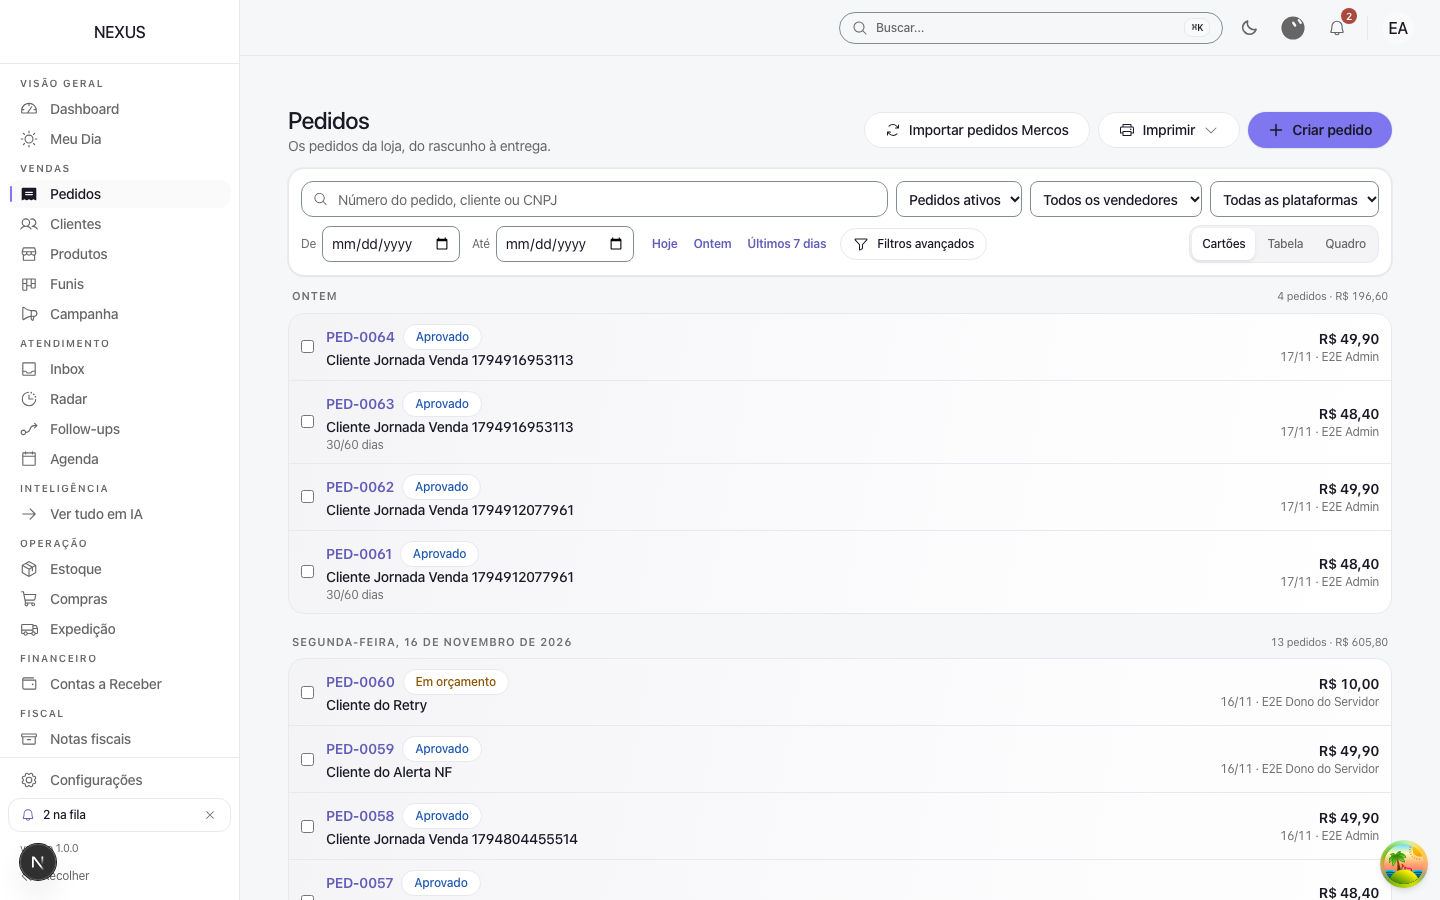 NEXUS
VISÃO GERAL
Dashboard
Meu Dia
VENDAS
Pedidos
Clientes
Produtos
Funis
Campanha
ATENDIMENTO
Inbox
Radar
Follow-ups
Agenda
INTELIGÊNCIA
Ver tudo em IA
OPERAÇÃO
Estoque
Compras
Expedição
FINANCEIRO
Contas a Receber
FISCAL
Notas fiscais
Configurações
2 na fila
1.0.0
N
Buscar...
⌘K
2
EA
Pedidos
Os pedidos da loja, do rascunho à entrega.
Importar pedidos Mercos
Imprimir
Criar pedido
Número do pedido, cliente ou CNPJ
Pedidos ativos
Todos os vendedores
Todas as plataformas
De mm/dd/yyyy Até mm/dd/yyyy Hoje Ontem Últimos 7 dias Filtros avançados
Cartões Tabela Quadro
ONTEM 4 pedidos · R$ 196,60
PED-0064 Aprovado R$ 49,90
Cliente Jornada Venda 1794916953113 17/11 · E2E Admin
PED-0063 Aprovado R$ 48,40
Cliente Jornada Venda 1794916953113 17/11 · E2E Admin
30/60 dias
PED-0062 Aprovado R$ 49,90
Cliente Jornada Venda 1794912077961 17/11 · E2E Admin
PED-0061 Aprovado R$ 48,40
Cliente Jornada Venda 1794912077961 17/11 · E2E Admin
30/60 dias
SEGUNDA-FEIRA, 16 DE NOVEMBRO DE 2026 13 pedidos · R$ 605,80
PED-0060 Em orçamento R$ 10,00
Cliente do Retry 16/11 · E2E Dono do Servidor
PED-0059 Aprovado R$ 49,90
Cliente do Alerta NF 16/11 · E2E Dono do Servidor
PED-0058 Aprovado R$ 49,90
Cliente Jornada Venda 1794804455514 16/11 · E2E Admin
PED-0057 Aprovado R$ 48,40